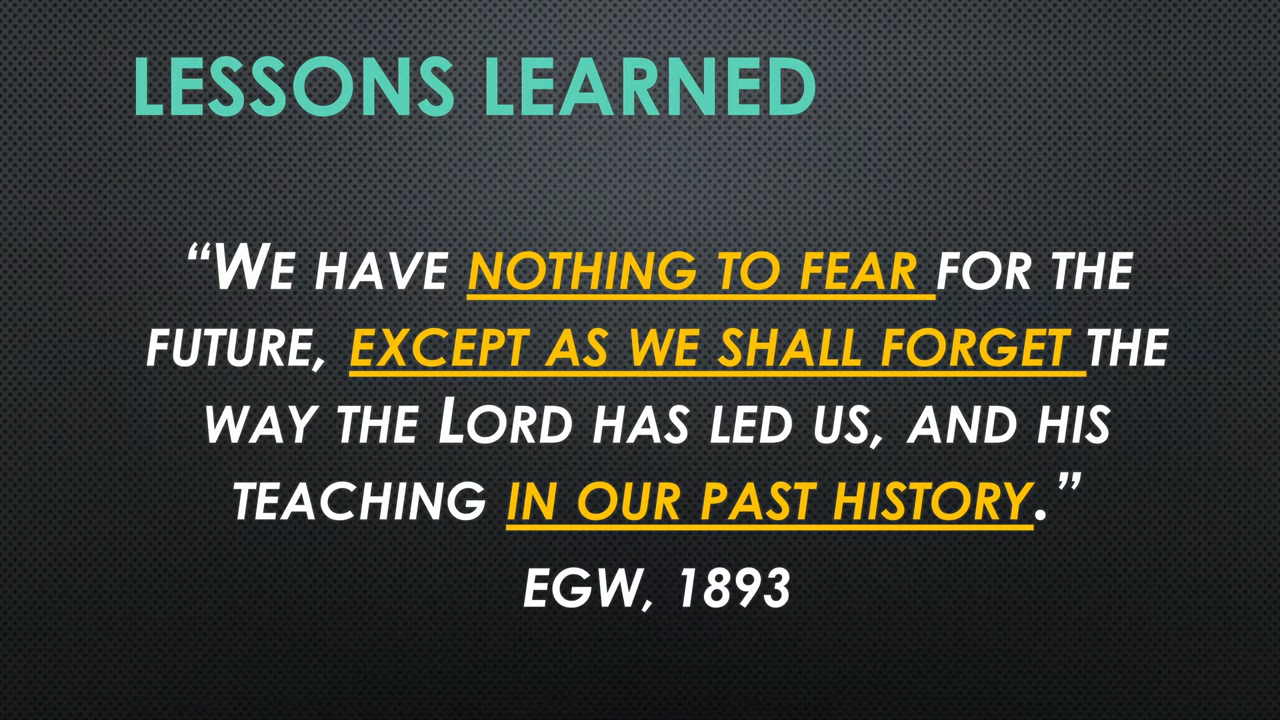 LESSONS LEARNED
“WE HAVE NOTHING TO FEAR FOR THE
FUTURE, EXCEPT AS WE SHALL FORGET THE
WAY THE LORD HAS LED US, AND HIS
TEACHING IN OUR PAST HISTORY.”
EGW, 1893